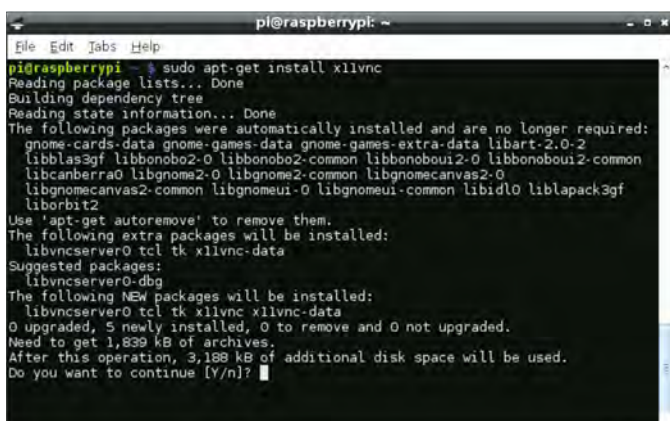 pi@raspberrypi: ~
File Edit Tabs Help
pi@raspberrypi ~ $ sudo apt-get install x11vnc
Reading package lists... Done
Building dependency tree
Reading state information... Done
The following packages were automatically installed and are no longer required:
gnome-cards-data gnome-games-data gnome-games-extra-data libart-2.0-2
libblas3gf libbonobo2-0 libbonobo2-common libbonoboui2-0 libbonoboui2-common
libcanberra0 libgnome2-0 libgnome2-common libgnomecanvas2-0
libgnomecanvas2-common libgnomeui-0 libgnomeui-common libidl0 liblapack3gf
liborbit2
Use 'apt-get autoremove' to remove them.
The following extra packages will be installed:
libvncserver0 tcl tk x11vnc-data
Suggested packages:
libvncserver0-dbg
The following NEW packages will be installed:
libvncserver0 tcl tk x11vnc x11vnc-data
0 upgraded, 5 newly installed, 0 to remove and 0 not upgraded.
Need to get 1,839 kB of archives.
After this operation, 3,188 kB of additional disk space will be used.
Do you want to continue [Y/n]?